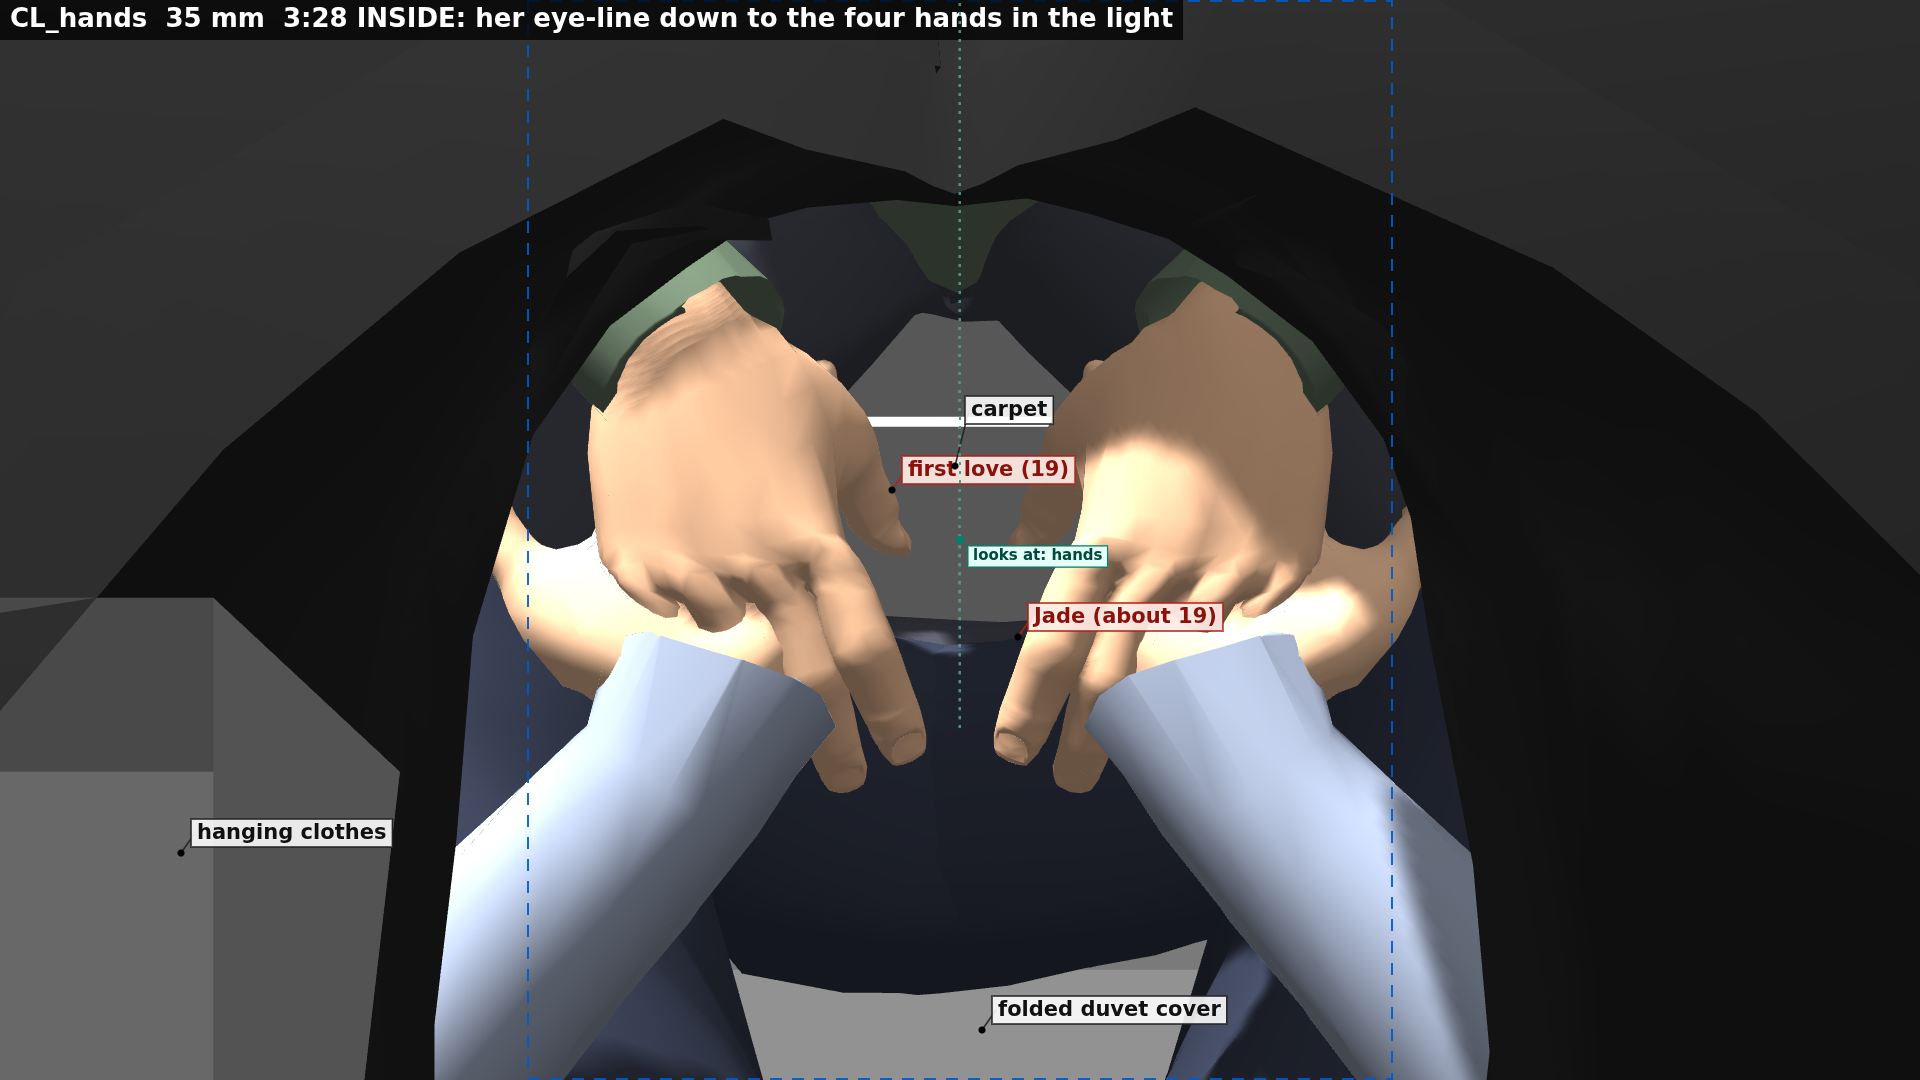 CL_hands  35 mm  3:28 INSIDE: her eye-line down to the four hands in the light
carpet
first love (19)
looks at: hands
Jade (about 19)
hanging clothes
folded duvet cover